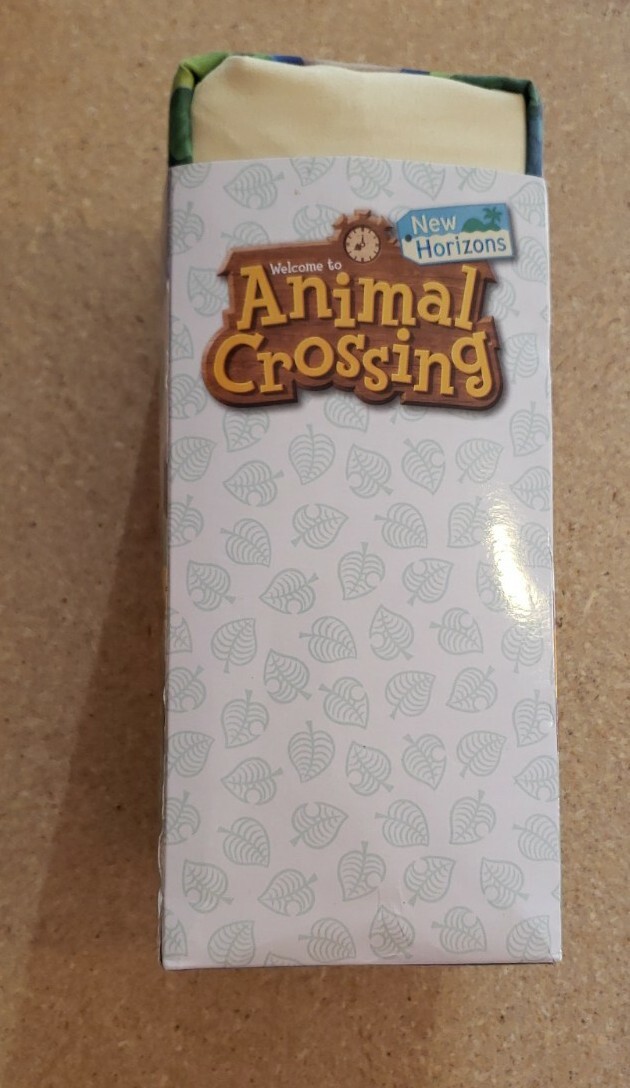 New
Horizons
Welcome to
Animal
Crossing